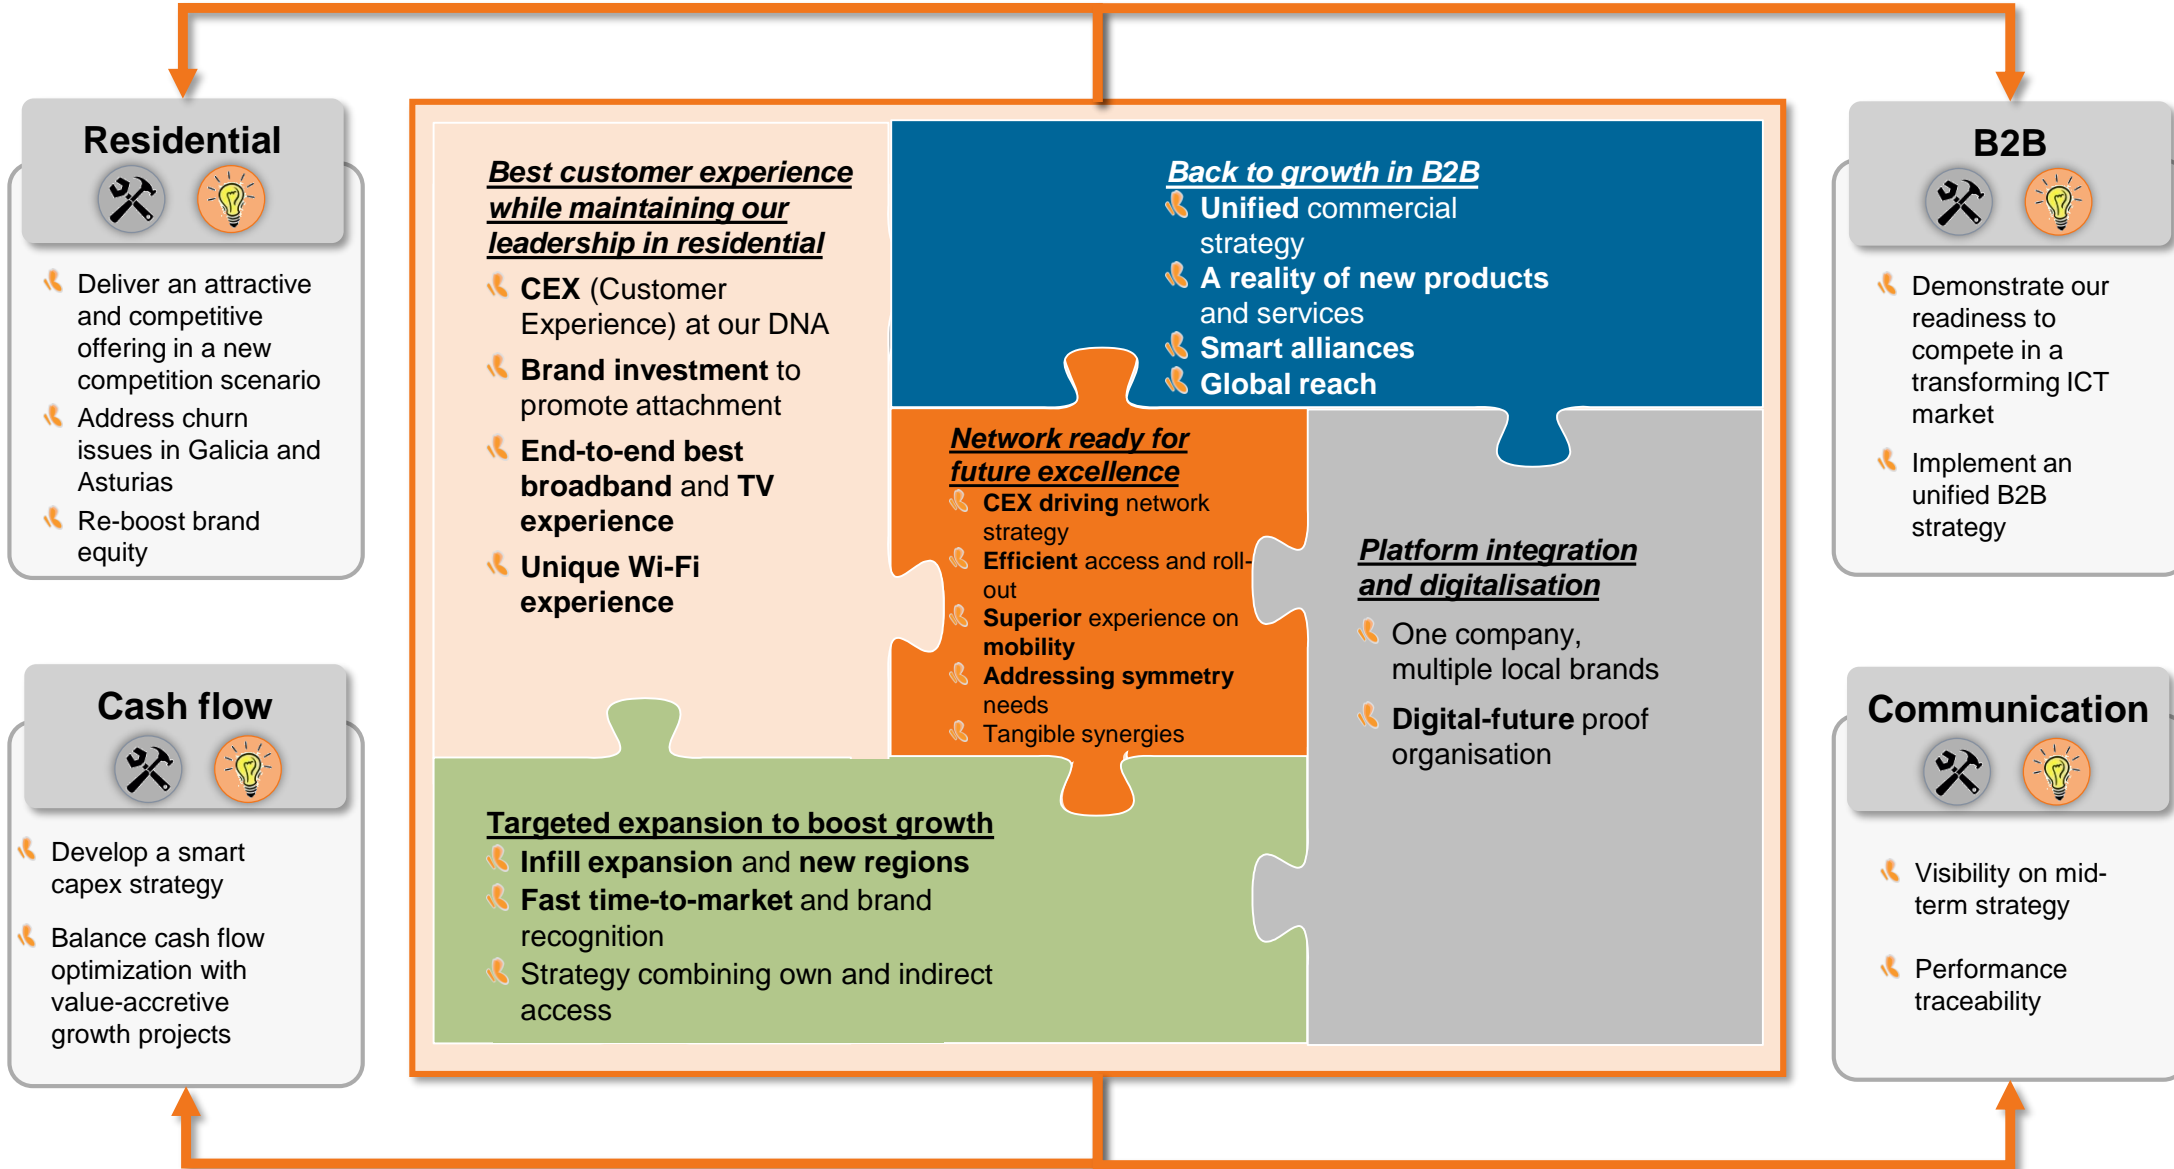 Residential
Deliver an attractive
and competitive
offering in a new
competition scenario
Address churn
issues in Galicia and
Asturias
Re-boost brand
equity
Cash flow
Develop a smart
capex strategy
Balance cash flow
optimization with
value-accretive
growth projects
Best customer experience
while maintaining our
leadership in residential
CEX (Customer
Experience) at our DNA
Brand investment to
promote attachment
End-to-end best
broadband and TV
experience
Unique Wi-Fi
experience
Back to growth in B2B
Unified commercial
strategy
A reality of new products
and services
Smart alliances
Global reach
Network ready for
future excellence
CEX driving network
strategy
Efficient access and roll-
out
Superior experience on
mobility
Addressing symmetry
needs
Tangible synergies
Platform integration
and digitalisation
One company,
multiple local brands
Digital-future proof
organisation
Targeted expansion to boost growth
Infill expansion and new regions
Fast time-to-market and brand
recognition
Strategy combining own and indirect
access
B2B
Demonstrate our
readiness to
compete in a
transforming ICT
market
Implement an
unified B2B
strategy
Communication
Visibility on mid-
term strategy
Performance
traceability